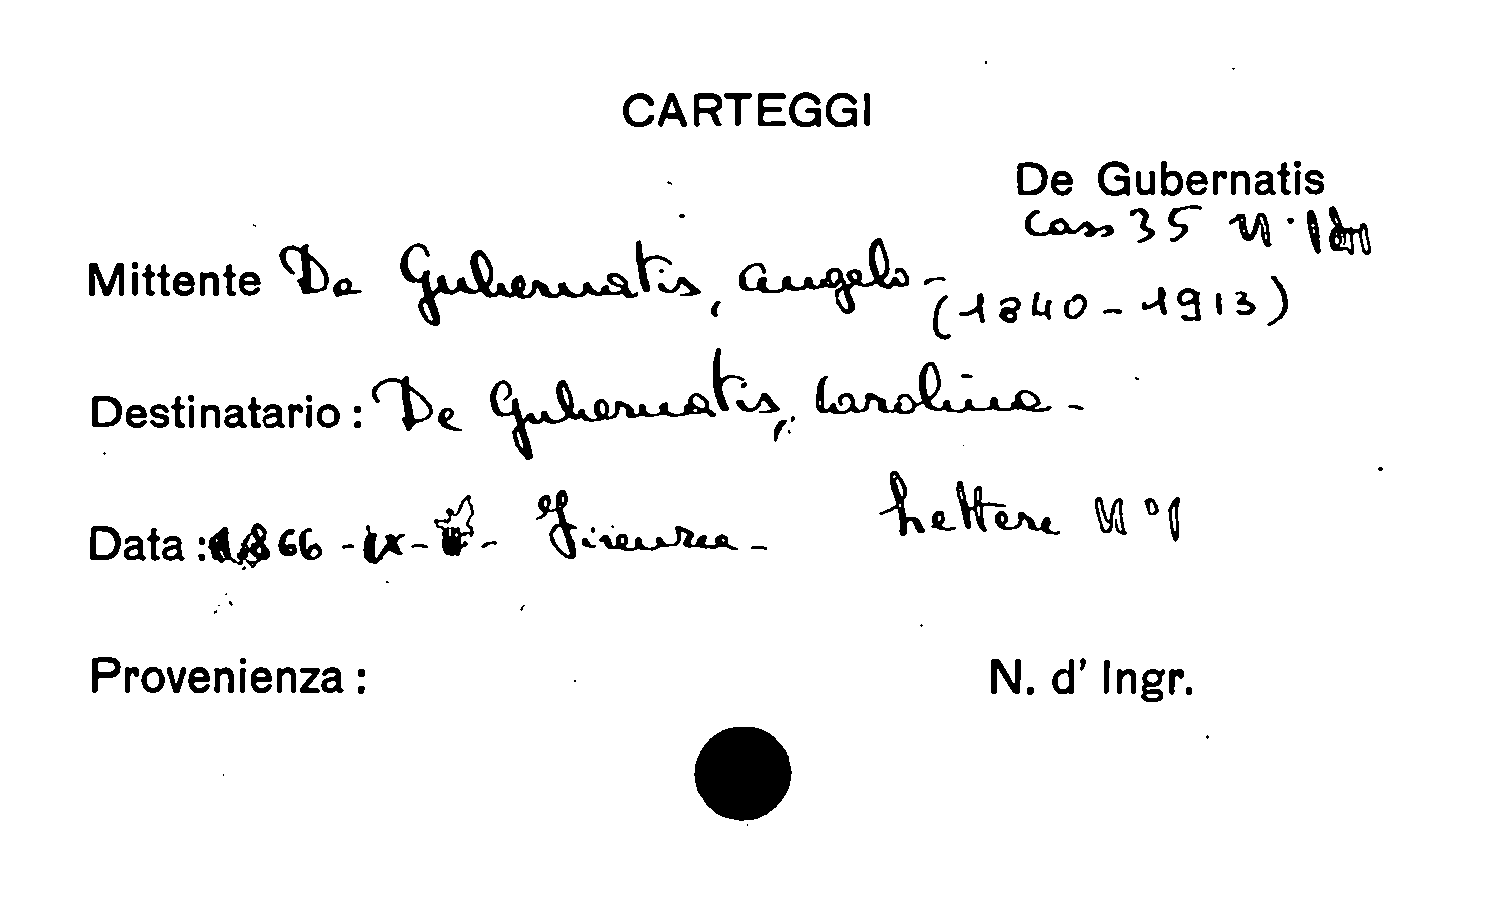 CARTEGGI
De Gubernatis
Cass 35 N.
Mittente De Gubernatis, Angelo -
(1840-1913)
Destinatario: De Gubernatis, Carolina -
Data: 1866-IX- - Firenze - Lettere N° 1
Provenienza: N. d' Ingr.